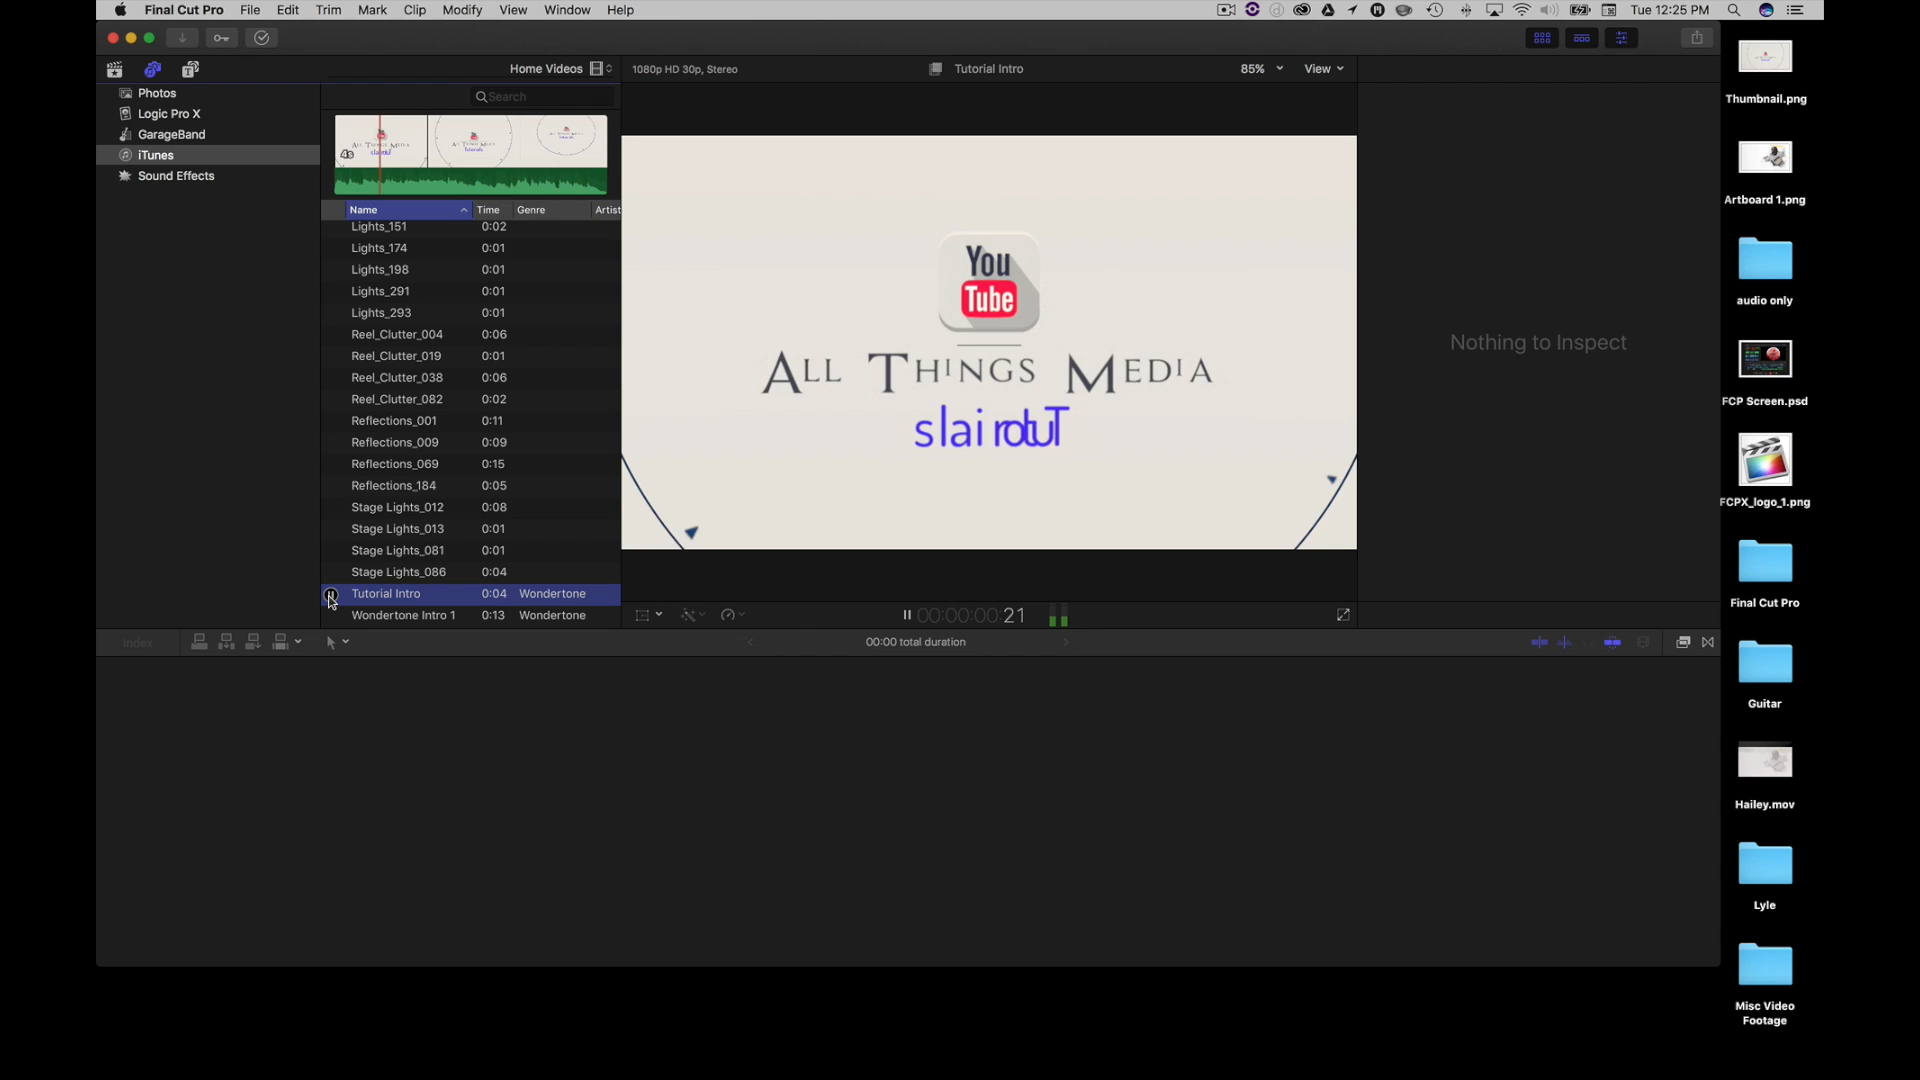 Final Cut Pro File Edit Trim Mark Clip Modify View Window Help Tue 12:25 PM
Home Videos 1080p HD 30p, Stereo Tutorial Intro 85% View
Photos
Logic Pro X
GarageBand
iTunes
Sound Effects
Search
4s
Name Time Genre Artist
Lights_151 0:02
Lights_174 0:01
Lights_198 0:01
Lights_291 0:01
Lights_293 0:01
Reel_Clutter_004 0:06
Reel_Clutter_019 0:01
Reel_Clutter_038 0:06
Reel_Clutter_082 0:02
Reflections_001 0:11
Reflections_009 0:09
Reflections_069 0:15
Reflections_184 0:05
Stage Lights_012 0:08
Stage Lights_013 0:01
Stage Lights_081 0:01
Stage Lights_086 0:04
Tutorial Intro 0:04 Wondertone
Wondertone Intro 1 0:13 Wondertone
You
Tube
ALL THINGS MEDIA
slairotuT
00:00:00:21
Nothing to Inspect
Index
00:00 total duration
Thumbnail.png
Artboard 1.png
audio only
FCP Screen.psd
FCPX_logo_1.png
Final Cut Pro
Guitar
Hailey.mov
Lyle
Misc Video
Footage